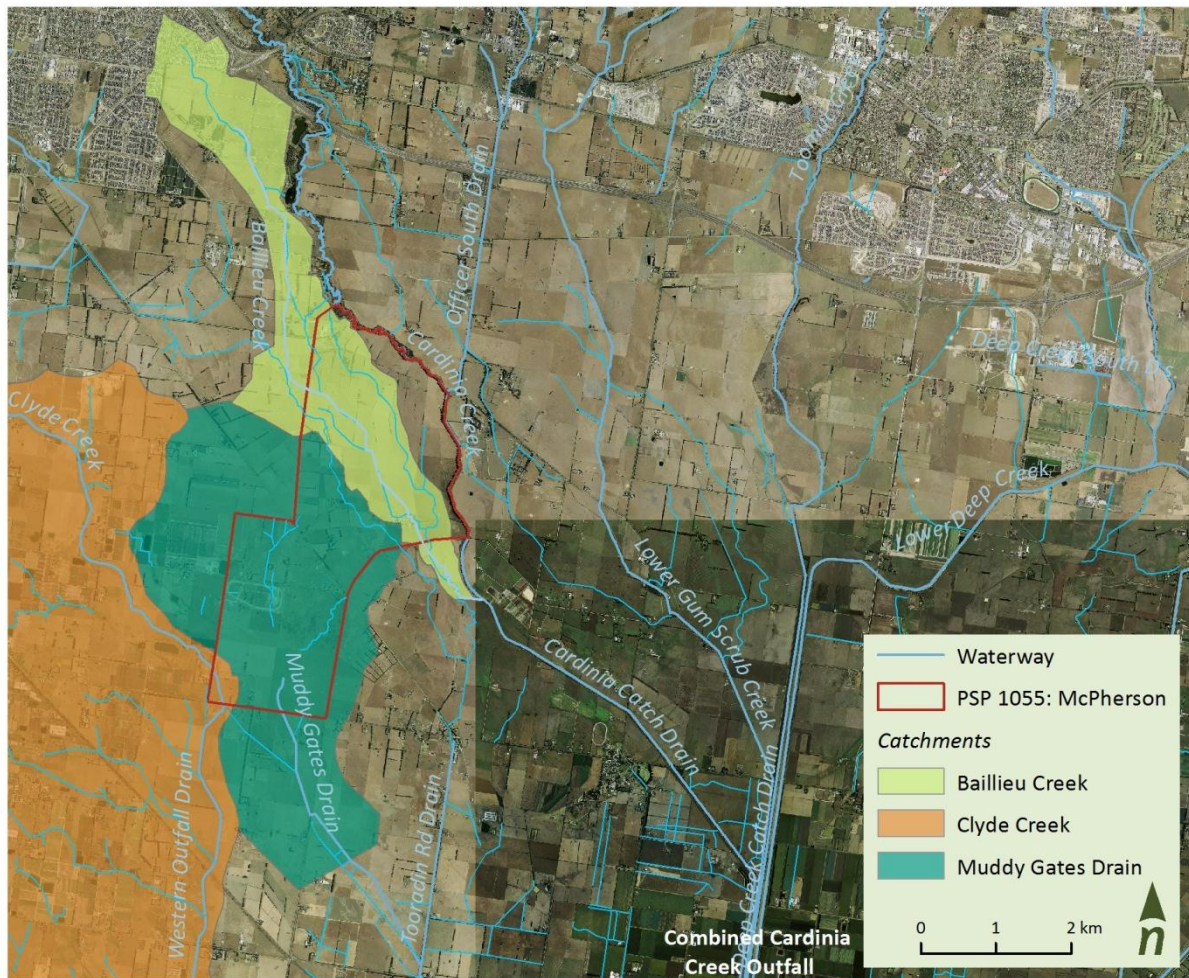 Toomuc Creek
Officer South Drain
Baillieu Creek
Cardinia Creek
Deep Creek South D.S.
Clyde Creek
Lower Deep Creek
Lower Gum Scrub Creek
Muddy Gates Drain
Cardinia Catch Drain
Western Outfall Drain
Tooradin Rd Drain
Deep Creek Catch Drain
Combined Cardinia
Creek Outfall
Waterway
PSP 1055: McPherson
Catchments
Baillieu Creek
Clyde Creek
Muddy Gates Drain
0 1 2 km
n